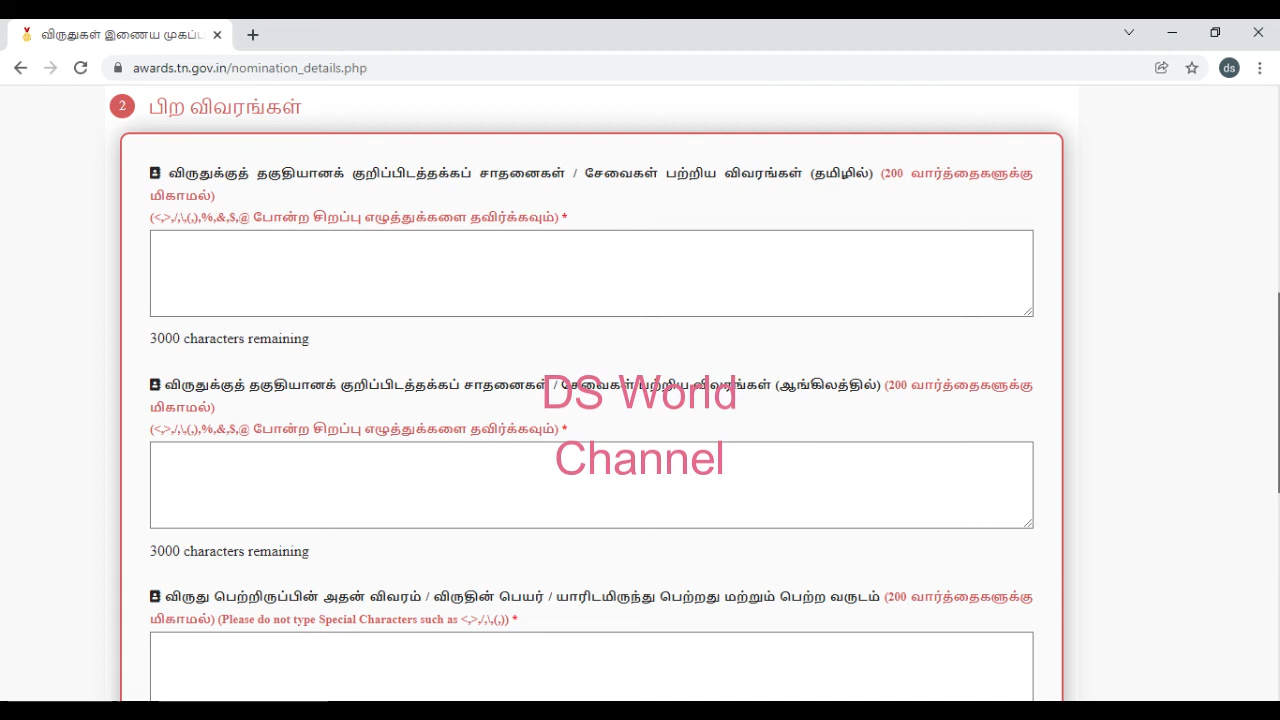 விருதுகள் இணைய முகப்ப
awards.tn.gov.in/nomination_details.php
ds
2 பிற விவரங்கள்
விருதுக்குத் தகுதியானக் குறிப்பிடத்தக்கப் சாதனைகள் / சேவைகள் பற்றிய விவரங்கள் (தமிழில்) (200 வார்த்தைகளுக்கு
மிகாமல்)
(<,>,/,\,(,),%,&,$,@ போன்ற சிறப்பு எழுத்துக்களை தவிர்க்கவும்) *
3000 characters remaining
விருதுக்குத் தகுதியானக் குறிப்பிடத்தக்கப் சாதனைகள் / சேவைகள் பற்றிய விவரங்கள் (ஆங்கிலத்தில்) (200 வார்த்தைகளுக்கு
மிகாமல்)
(<,>,/,\,(,),%,&,$,@ போன்ற சிறப்பு எழுத்துக்களை தவிர்க்கவும்) *
DS World
Channel
3000 characters remaining
விருது பெற்றிருப்பின் அதன் விவரம் / விருதின் பெயர் / யாரிடமிருந்து பெற்றது மற்றும் பெற்ற வருடம் (200 வார்த்தைகளுக்கு
மிகாமல்) (Please do not type Special Characters such as <,>,/,\,(,)) *